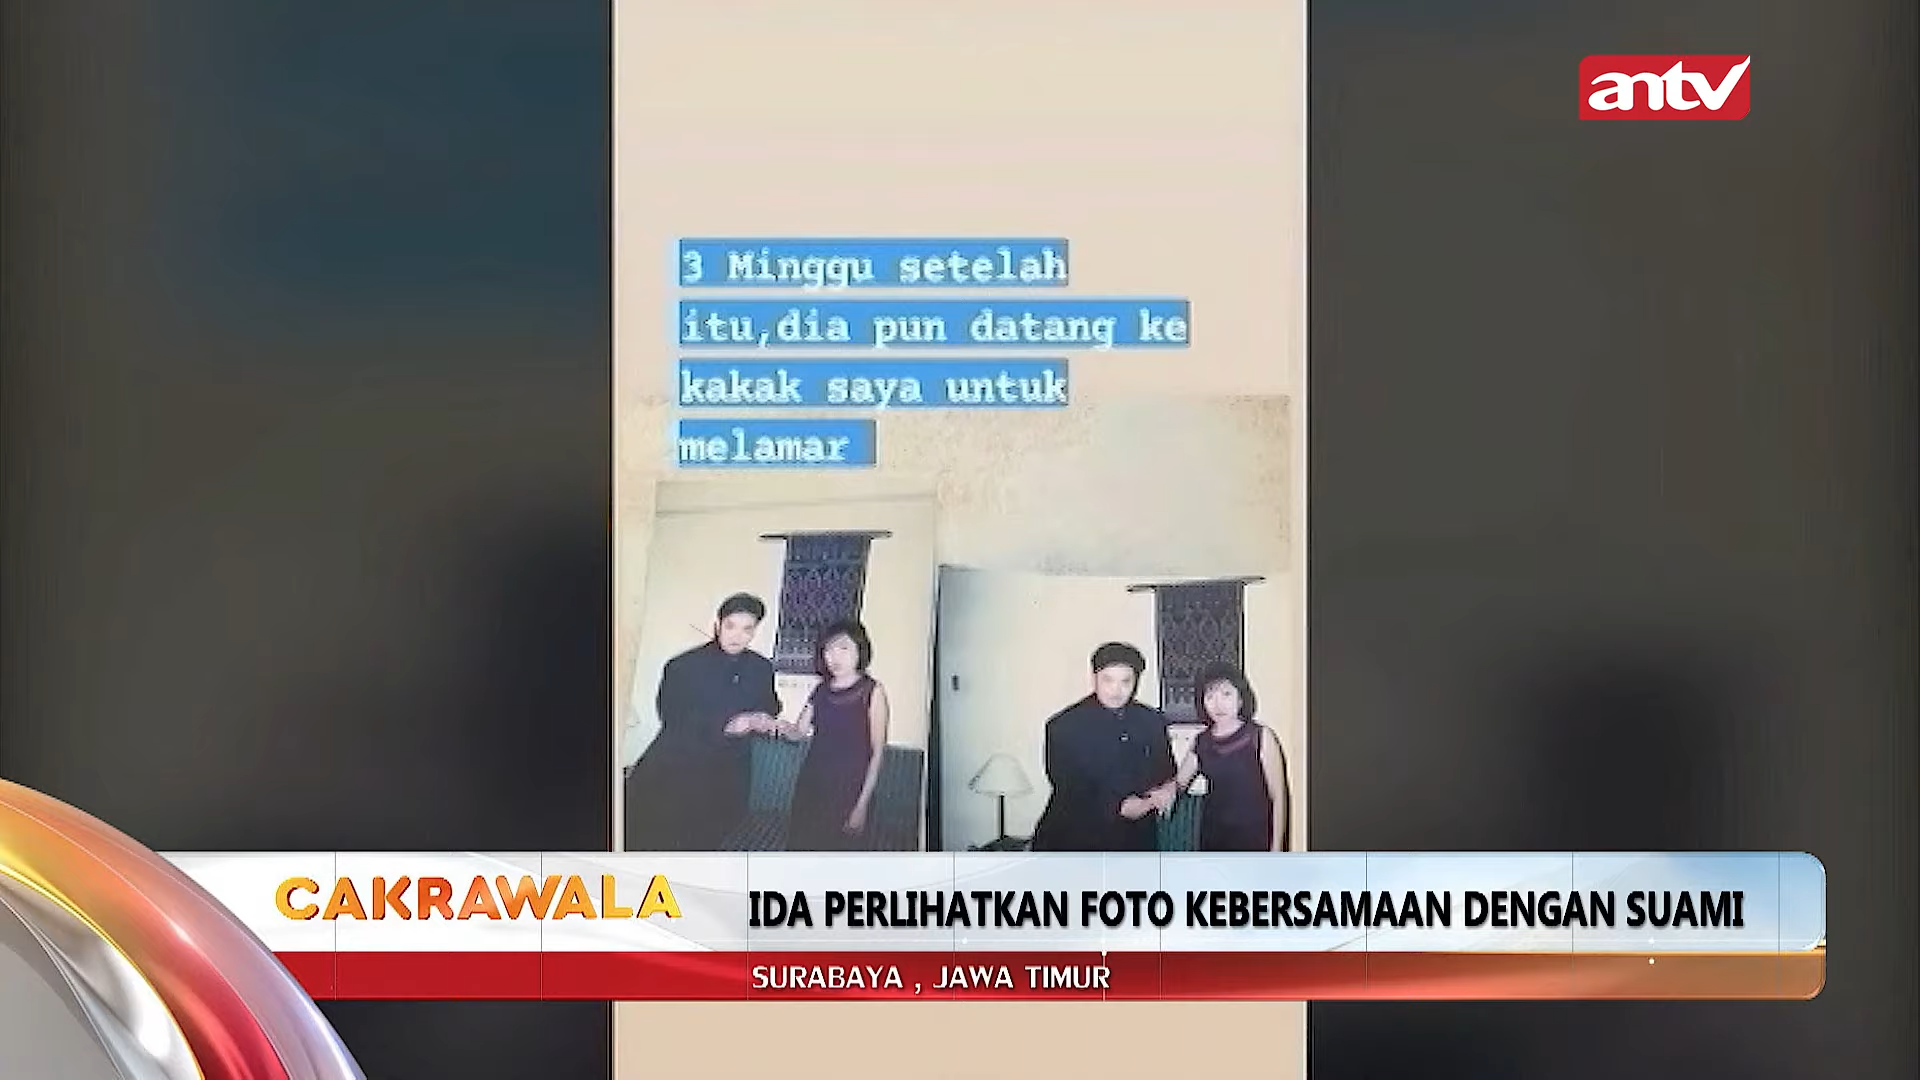 antv
3 Minggu setelah
itu,dia pun datang ke
kakak saya untuk
melamar
CAKRAWALA
IDA PERLIHATKAN FOTO KEBERSAMAAN DENGAN SUAMI
SURABAYA , JAWA TIMUR